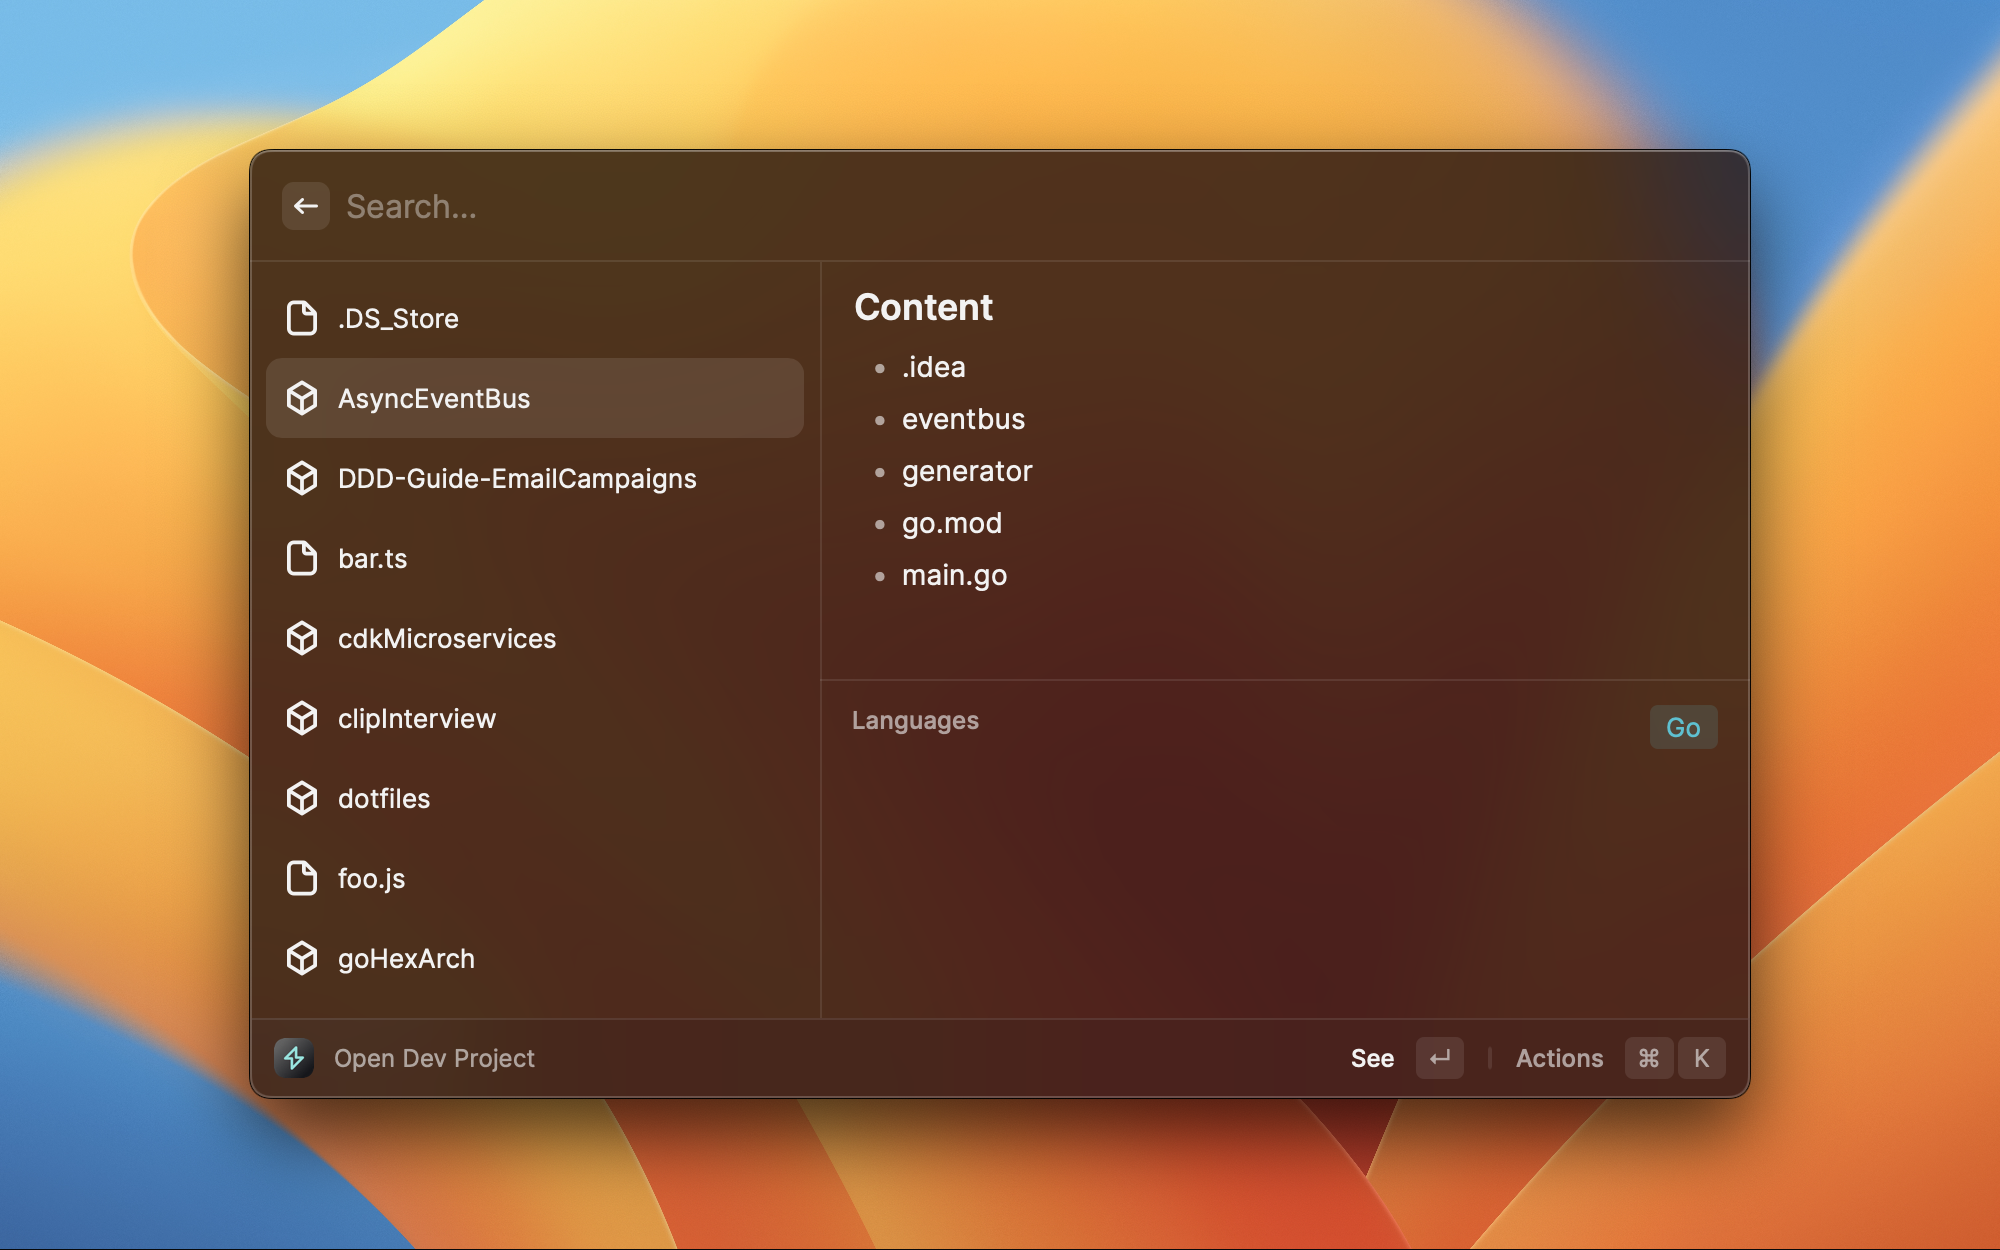 Search...
.DS_Store
AsyncEventBus
DDD-Guide-EmailCampaigns
bar.ts
cdkMicroservices
clipInterview
dotfiles
foo.js
goHexArch
Content
.idea
eventbus
generator
go.mod
main.go
Languages
Go
Open Dev Project
See ↵ Actions ⌘ K